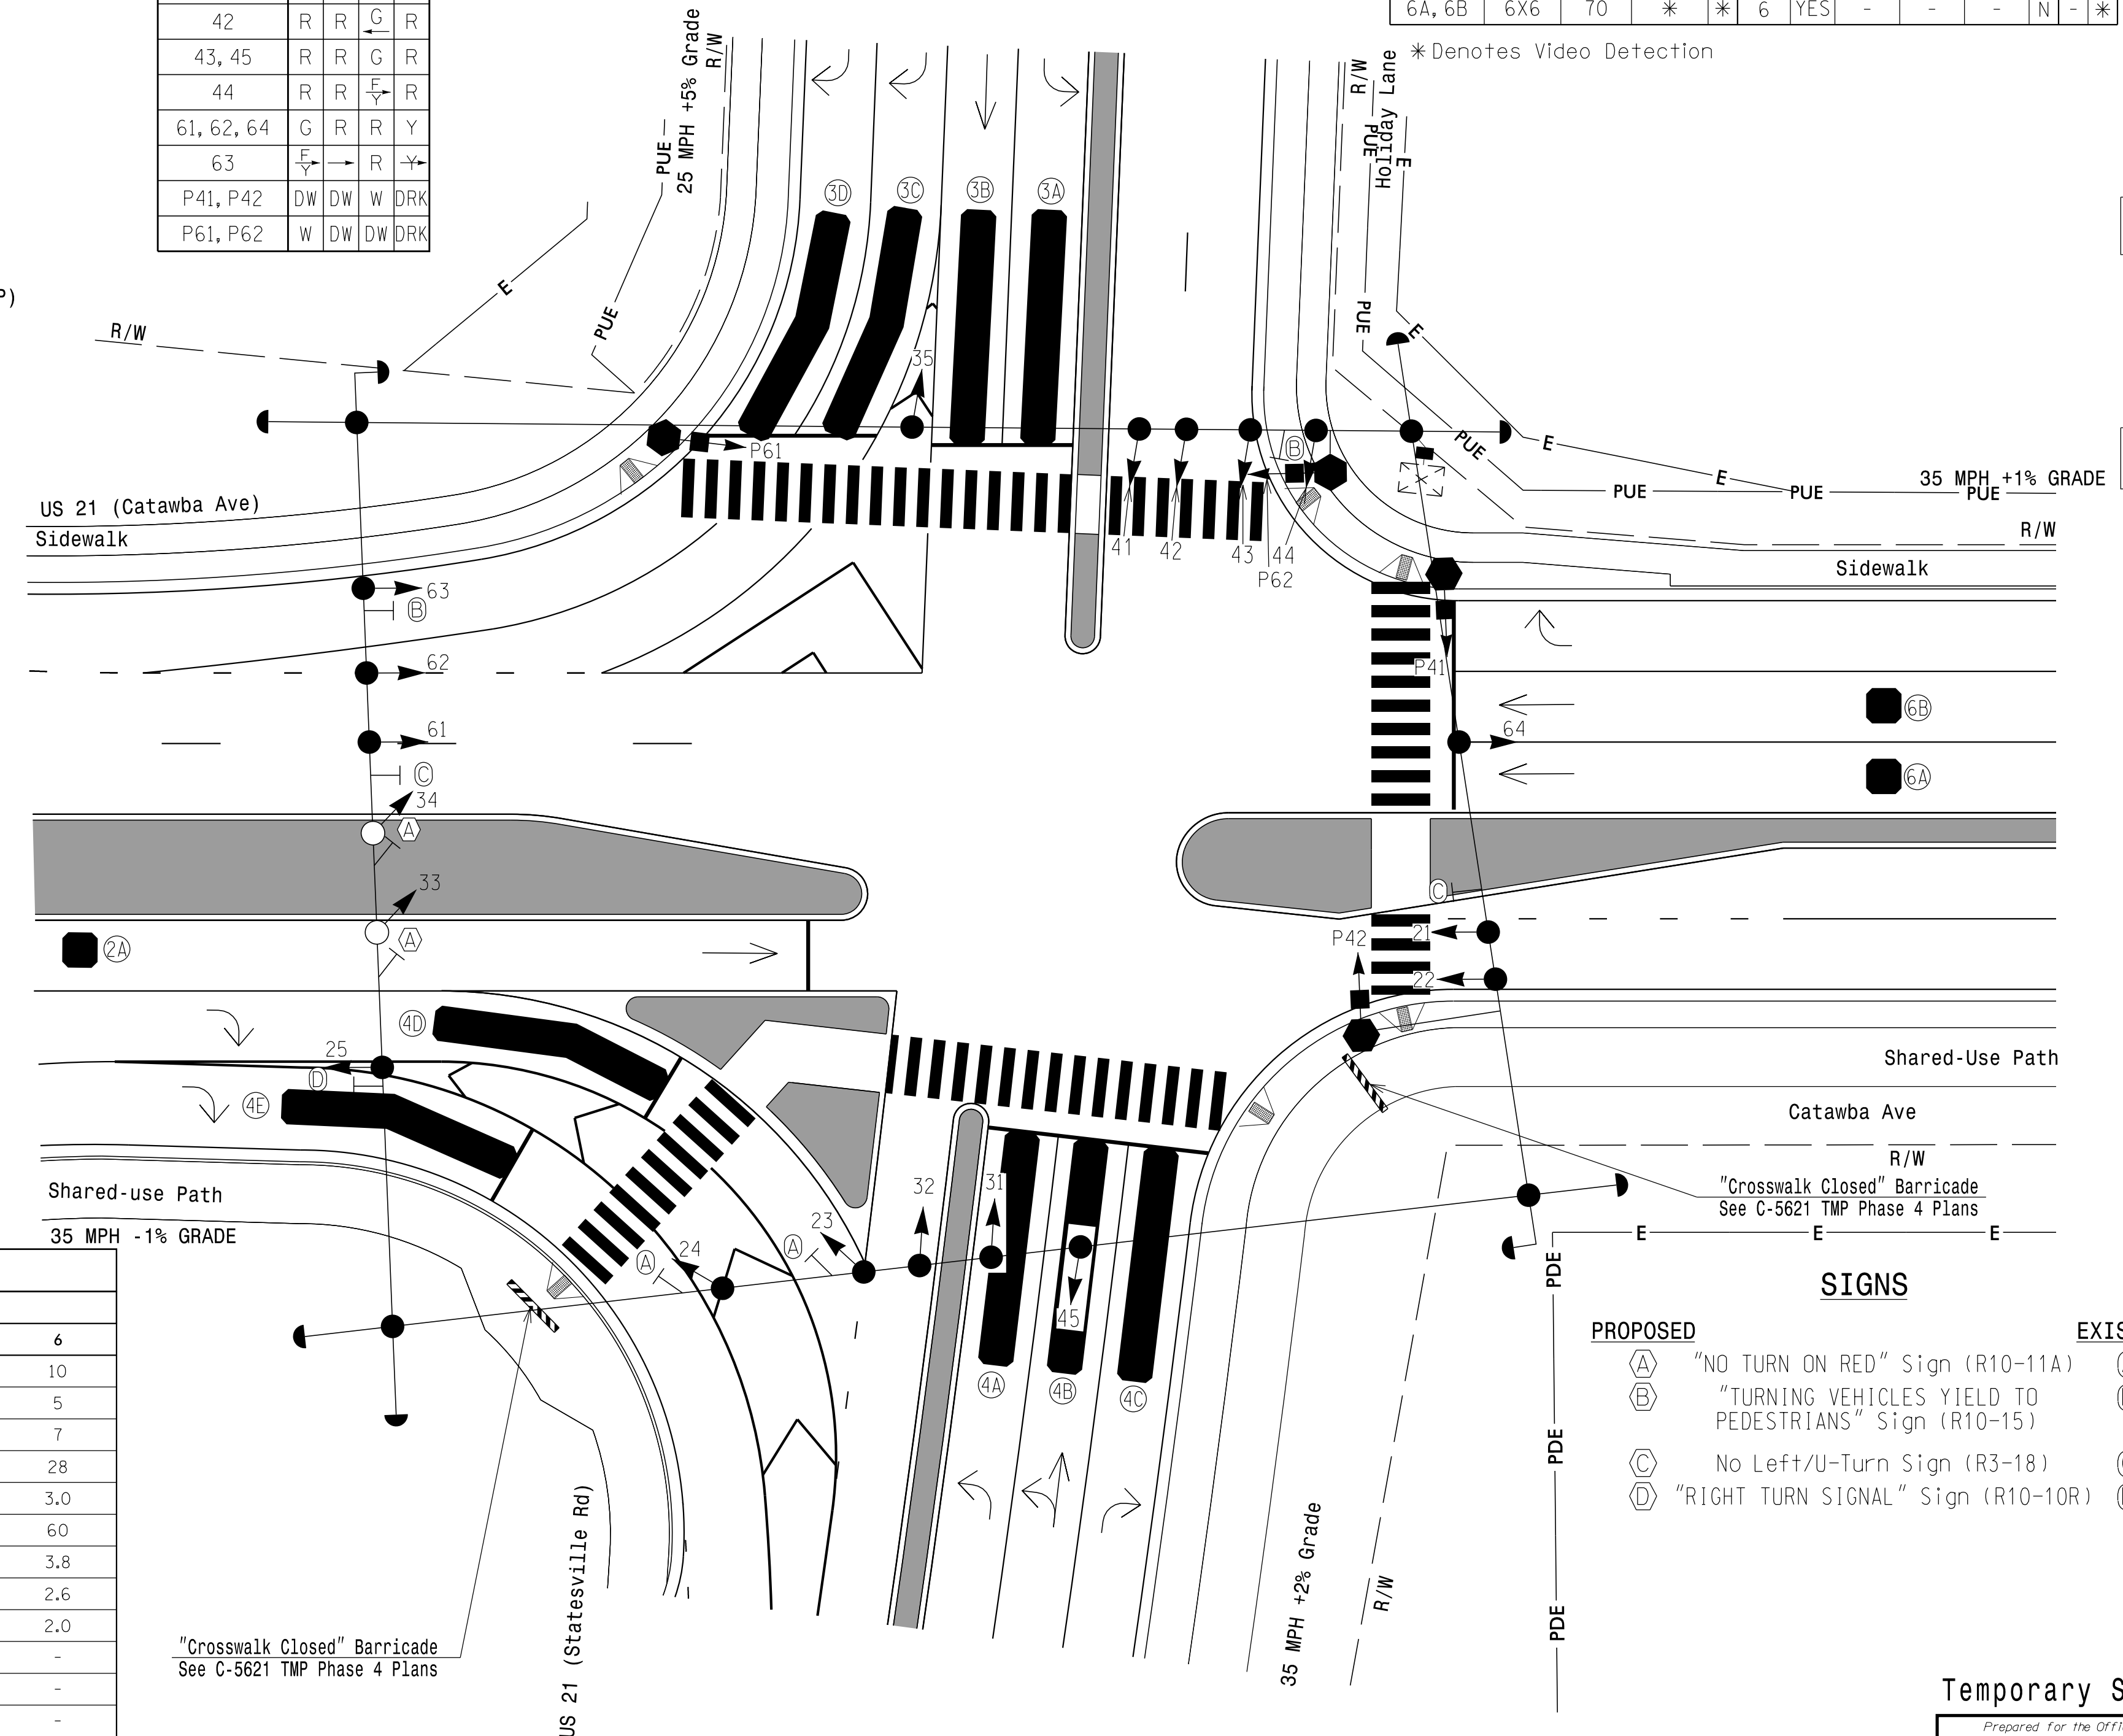 42 R R G R
43, 45 R R G R
44 R R F Y R
61, 62, 64 G R R Y
63 F Y R Y
P41, P42 DW DW W DRK
P61, P62 W DW DW DRK
6A, 6B 6X6 70 * * 6 YES - - - N - *
* Denotes Video Detection
25 MPH +5% Grade
R/W
PUE
PUE
E
R/W
R/W
Holiday Lane
PUE
PUE
E
E
PUE
E
E
PUE
PUE
PUE
35 MPH +1% GRADE
R/W
3D
3C
3B
3A
35
P61
B
41
42
43
44
P62
US 21 (Catawba Ave)
Sidewalk
Sidewalk
63
B
62
61
C
34
A
33
A
P41
64
6B
6A
C
2A
P42
21
22
4D
25
D
4E
Shared-Use Path
Catawba Ave
R/W
Shared-use Path
35 MPH -1% GRADE
32
31
23
A
24
A
45
4A
4B
4C
"Crosswalk Closed" Barricade
See C-5621 TMP Phase 4 Plans
E
E
E
PDE
PDE
PDE
6
10
5
7
28
3.0
60
3.8
2.6
2.0
-
-
-
SIGNS
PROPOSED
A "NO TURN ON RED" Sign (R10-11A)
B "TURNING VEHICLES YIELD TO
PEDESTRIANS" Sign (R10-15)
C No Left/U-Turn Sign (R3-18)
D "RIGHT TURN SIGNAL" Sign (R10-10R)
US 21 (Statesville Rd)
35 MPH +2% Grade
R/W
"Crosswalk Closed" Barricade
See C-5621 TMP Phase 4 Plans
Temporary S
Prepared for the Offi